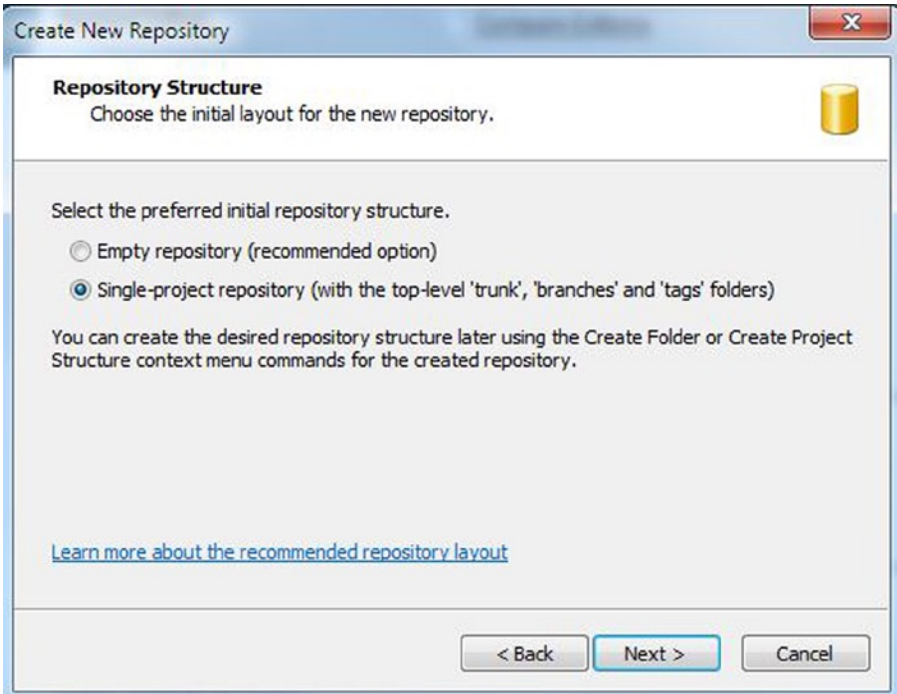 Create New Repository
Repository Structure
Choose the initial layout for the new repository.
Select the preferred initial repository structure.
Empty repository (recommended option)
Single-project repository (with the top-level 'trunk', 'branches' and 'tags' folders)
You can create the desired repository structure later using the Create Folder or Create Project
Structure context menu commands for the created repository.
Learn more about the recommended repository layout
< Back Next > Cancel